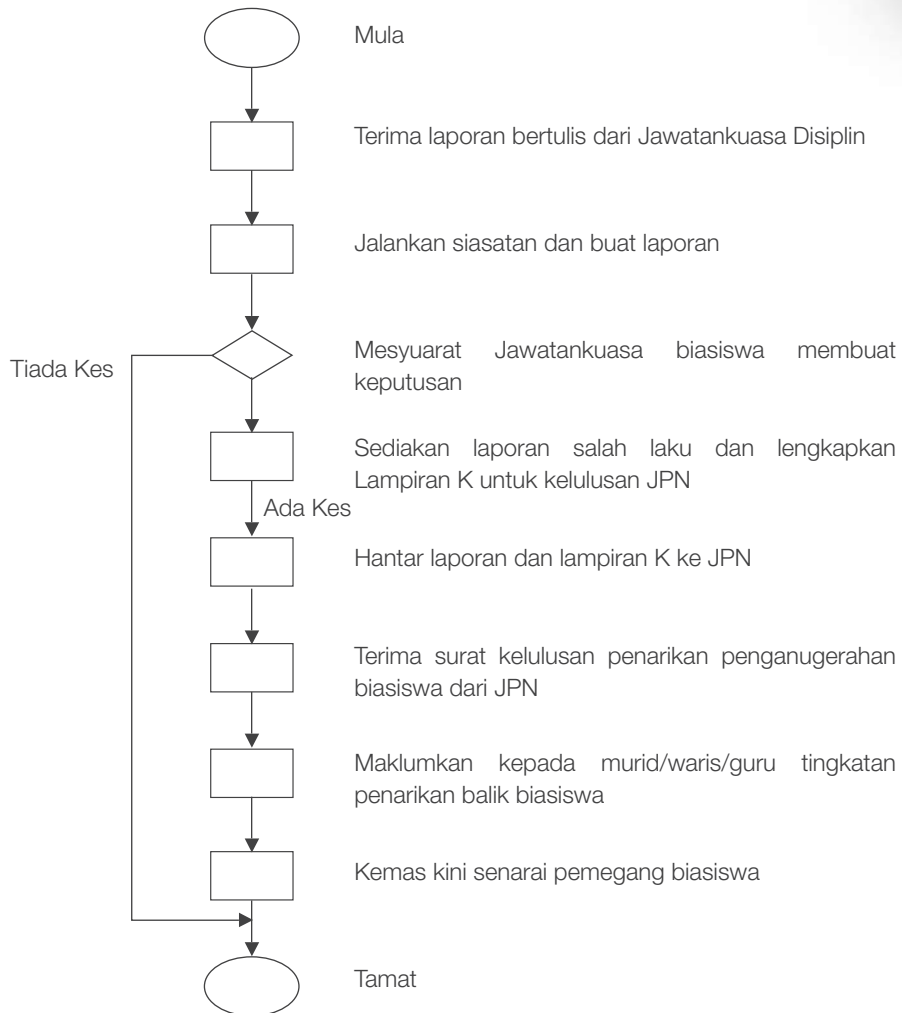 Mula
Terima laporan bertulis dari Jawatankuasa Disiplin
Jalankan siasatan dan buat laporan
Tiada Kes
Mesyuarat Jawatankuasa biasiswa membuat
keputusan
Sediakan laporan salah laku dan lengkapkan
Lampiran K untuk kelulusan JPN
Ada Kes
Hantar laporan dan lampiran K ke JPN
Terima surat kelulusan penarikan penganugerahan
biasiswa dari JPN
Maklumkan kepada murid/waris/guru tingkatan
penarikan balik biasiswa
Kemas kini senarai pemegang biasiswa
Tamat